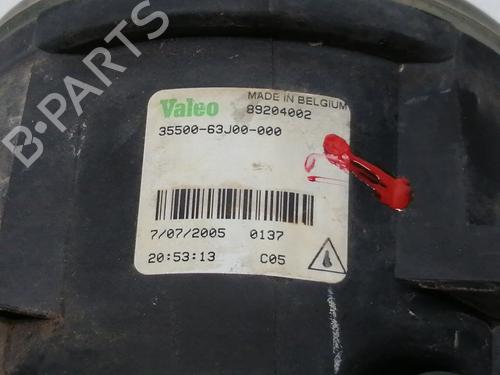 Valeo
MADE IN BELGIUM
89204002
35500-63J00-000
7/07/2005 0137
20:53:13 C05
B-PARTS